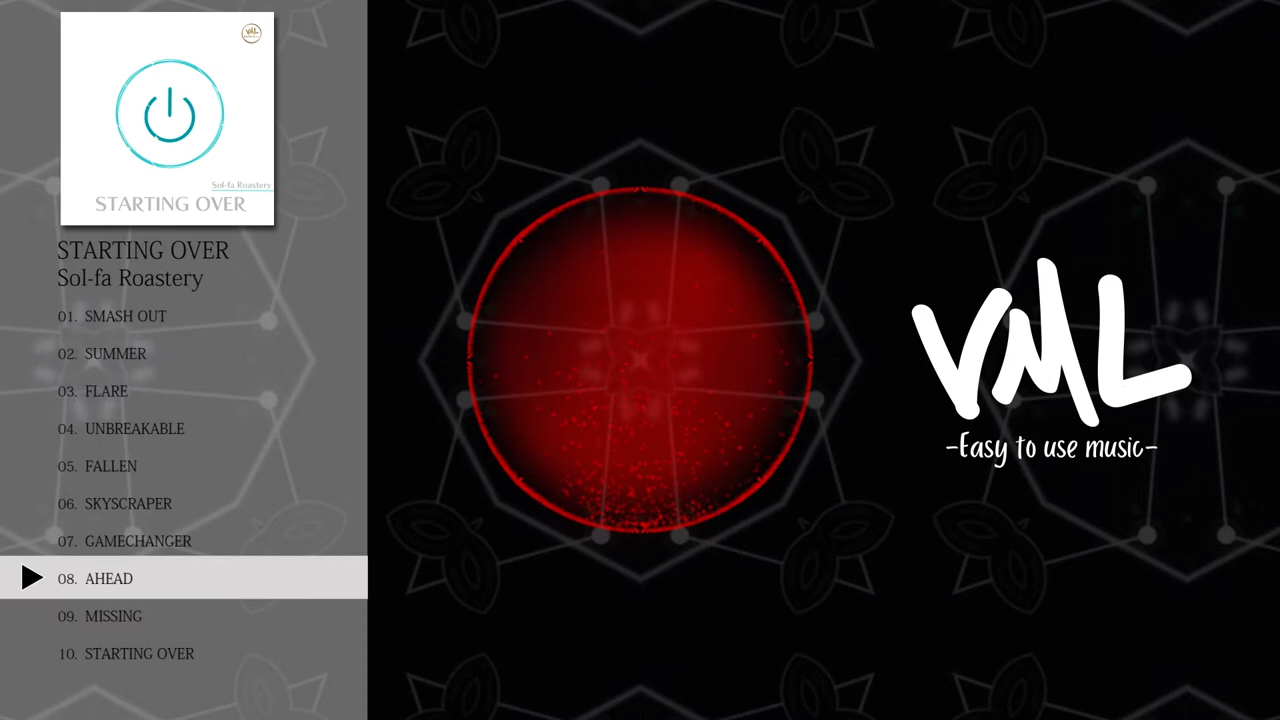 VML
Sol-fa Roastery
STARTING OVER
STARTING OVER
Sol-fa Roastery
01. SMASH OUT
02. SUMMER
03. FLARE
04. UNBREAKABLE
05. FALLEN
06. SKYSCRAPER
07. GAMECHANGER
08. AHEAD
09. MISSING
10. STARTING OVER
VML
-Easy to use music-